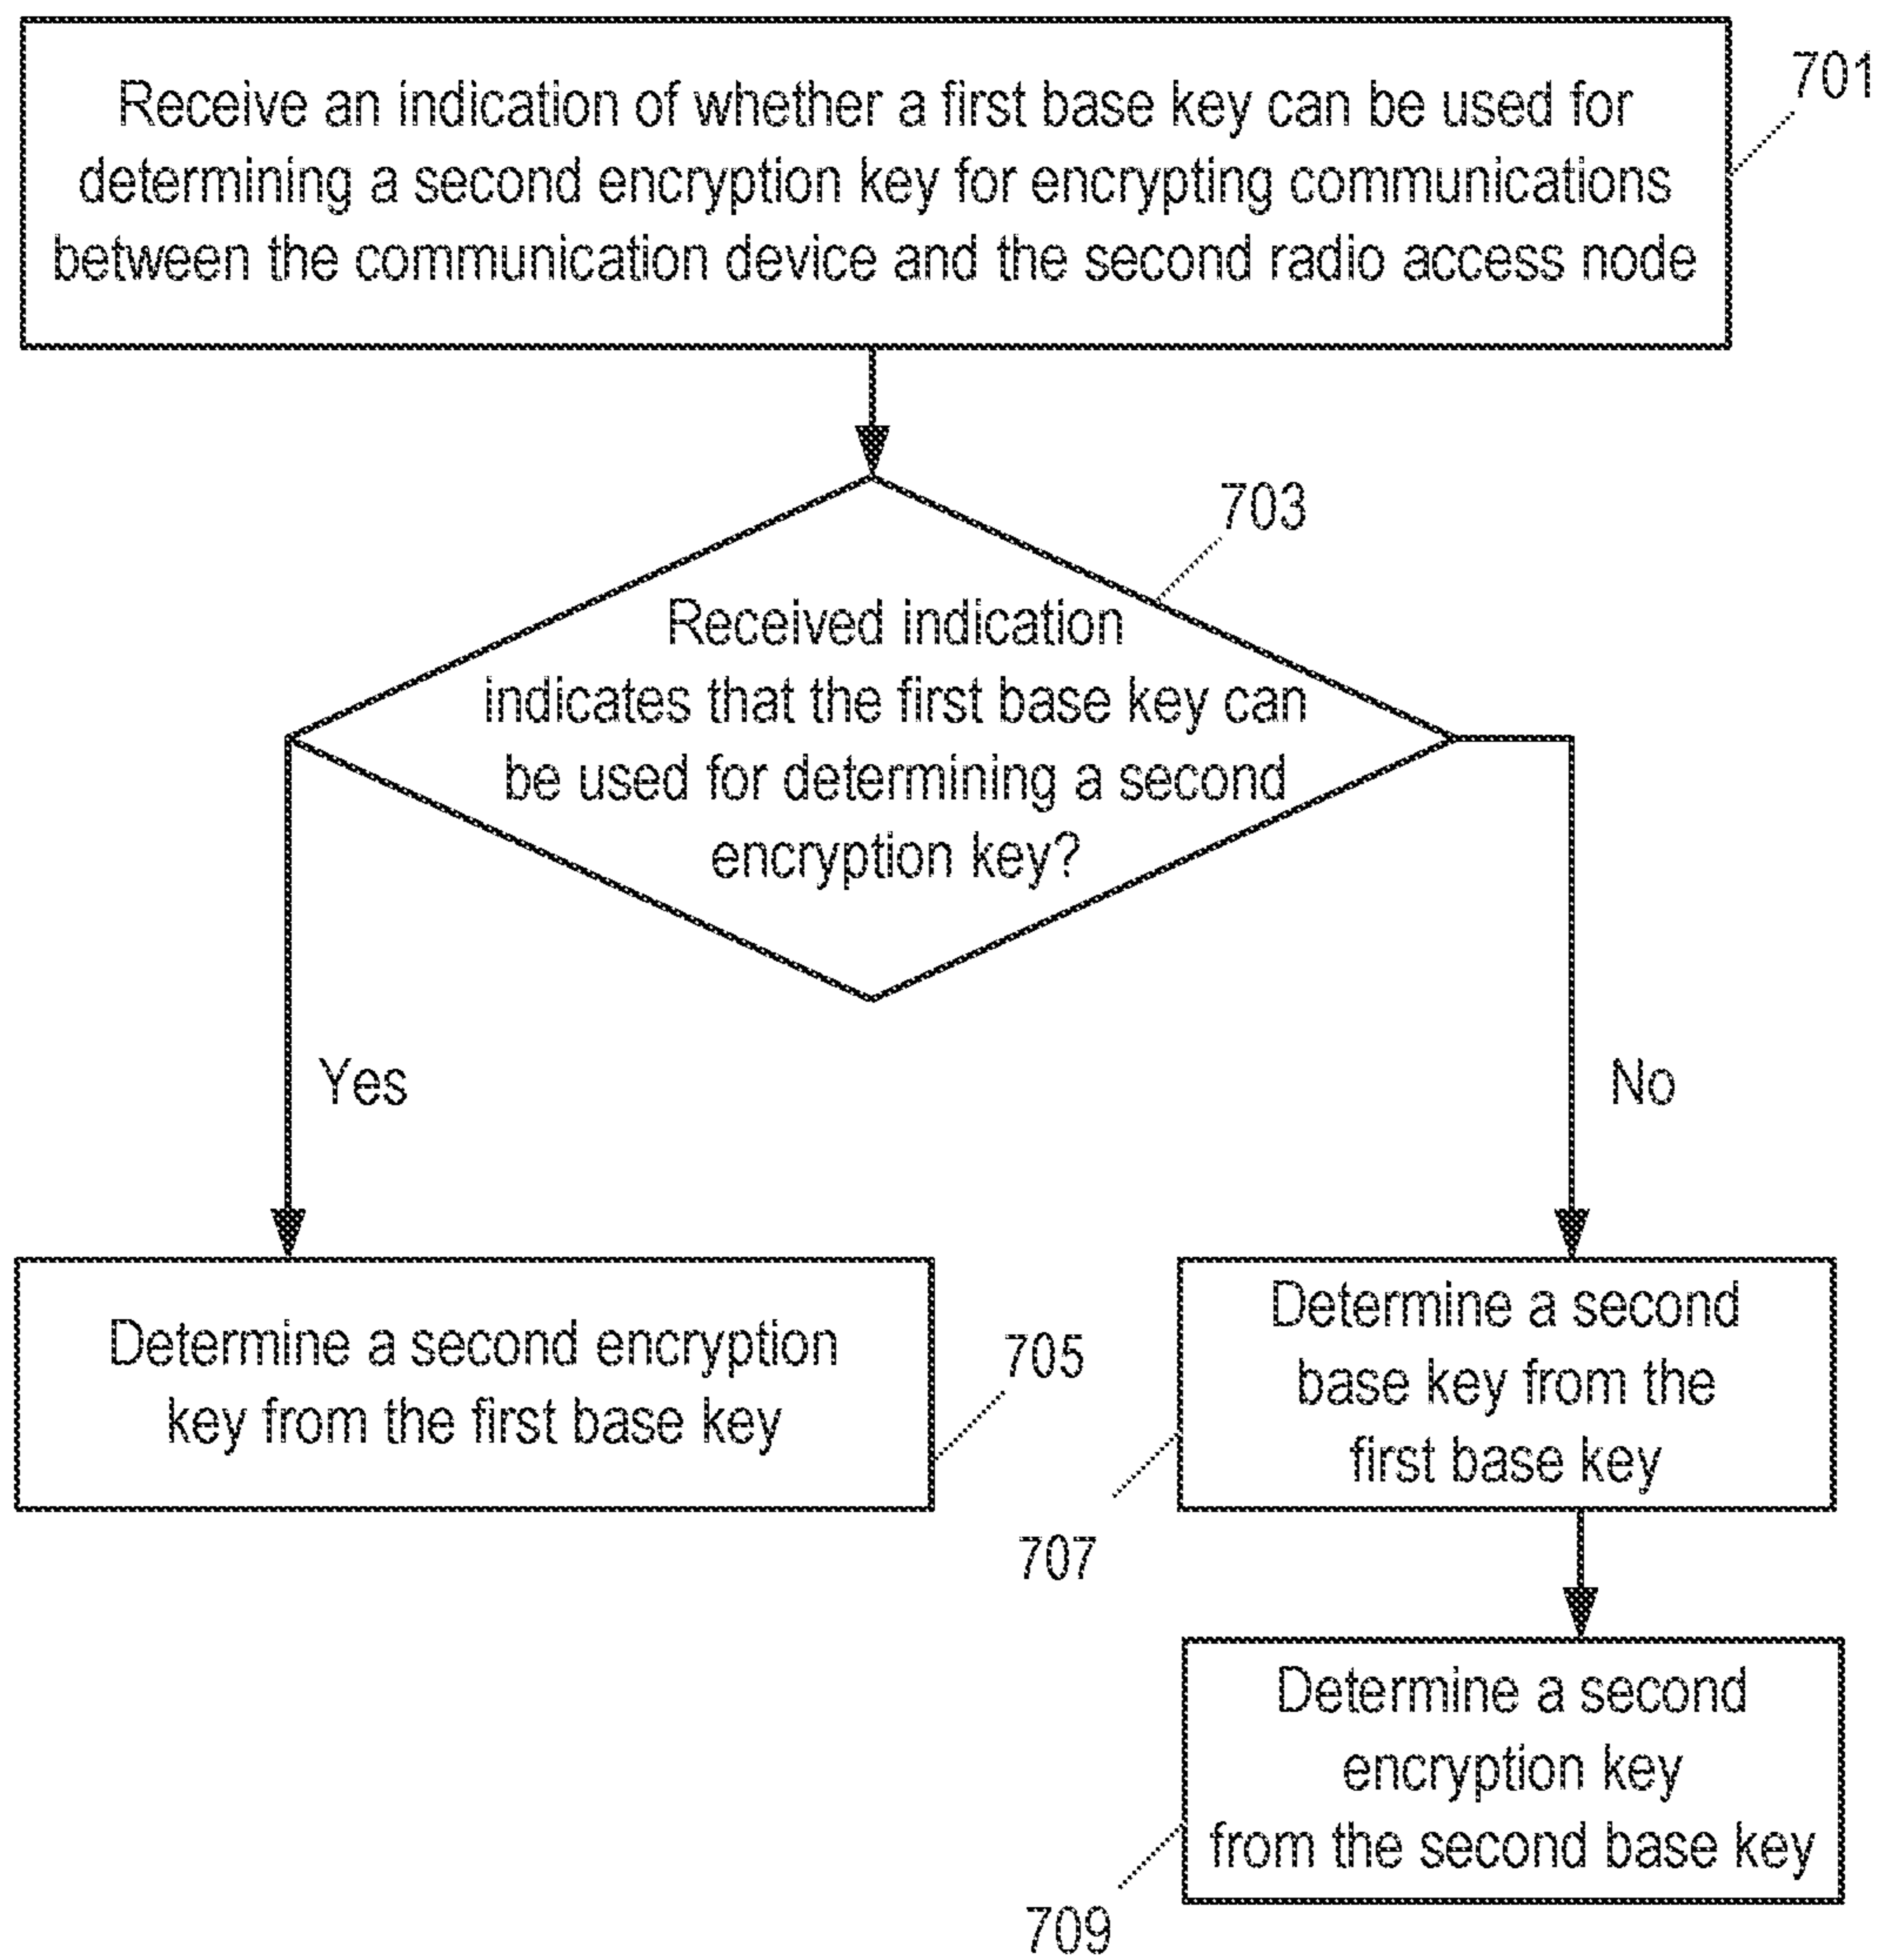 Receive an indication of whether a first base key can be used for
determining a second encryption key for encrypting communications
between the communication device and the second radio access node
701
703
Received indication
indicates that the first base key can
be used for determining a second
encryption key?
Yes
No
Determine a second encryption
key from the first base key
705
Determine a second
base key from the
first base key
707
Determine a second
encryption key
from the second base key
709